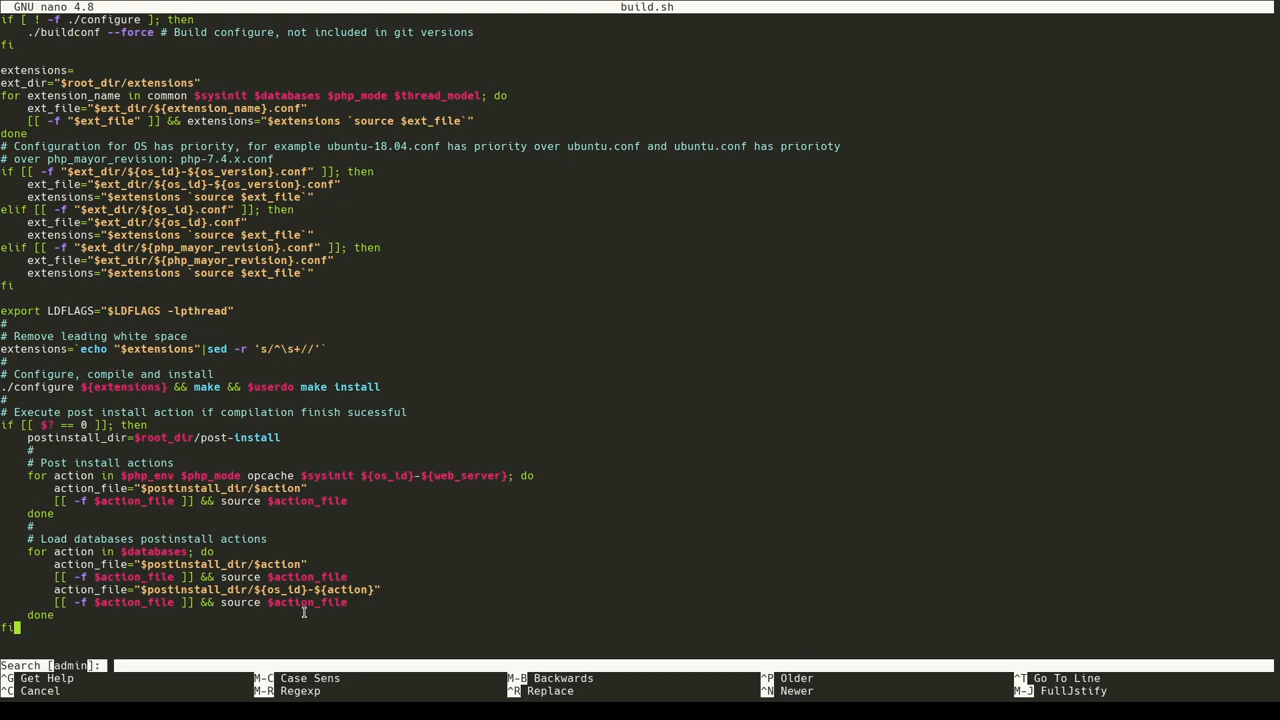 GNU nano 4.8 build.sh
if [ ! -f ./configure ]; then
    ./buildconf --force # Build configure, not included in git versions
fi

extensions=
ext_dir="$root_dir/extensions"
for extension_name in common $sysinit $databases $php_mode $thread_model; do
    ext_file="$ext_dir/${extension_name}.conf"
    [[ -f "$ext_file" ]] && extensions="$extensions `source $ext_file`"
done
# Configuration for OS has priority, for example ubuntu-18.04.conf has priority over ubuntu.conf and ubuntu.conf has priorioty
# over php_mayor_revision: php-7.4.x.conf
if [[ -f "$ext_dir/${os_id}-${os_version}.conf" ]]; then
    ext_file="$ext_dir/${os_id}-${os_version}.conf"
    extensions="$extensions `source $ext_file`"
elif [[ -f "$ext_dir/${os_id}.conf" ]]; then
    ext_file="$ext_dir/${os_id}.conf"
    extensions="$extensions `source $ext_file`"
elif [[ -f "$ext_dir/${php_mayor_revision}.conf" ]]; then
    ext_file="$ext_dir/${php_mayor_revision}.conf"
    extensions="$extensions `source $ext_file`"
fi

export LDFLAGS="$LDFLAGS -lpthread"
#
# Remove leading white space
extensions=`echo "$extensions"|sed -r 's/^\s+//'`
#
# Configure, compile and install
./configure ${extensions} && make && $userdo make install
#
# Execute post install action if compilation finish sucessful
if [[ $? == 0 ]]; then
    postinstall_dir=$root_dir/post-install
    #
    # Post install actions
    for action in $php_env $php_mode opcache $sysinit ${os_id}-${web_server}; do
        action_file="$postinstall_dir/$action"
        [[ -f $action_file ]] && source $action_file
    done
    #
    # Load databases postinstall actions
    for action in $databases; do
        action_file="$postinstall_dir/$action"
        [[ -f $action_file ]] && source $action_file
        action_file="$postinstall_dir/${os_id}-${action}"
        [[ -f $action_file ]] && source $action_file
    done
fi

Search [admin]:
^G Get Help M-C Case Sens M-B Backwards ^P Older ^T Go To Line
^C Cancel M-R Regexp ^R Replace ^N Newer M-J FullJstify